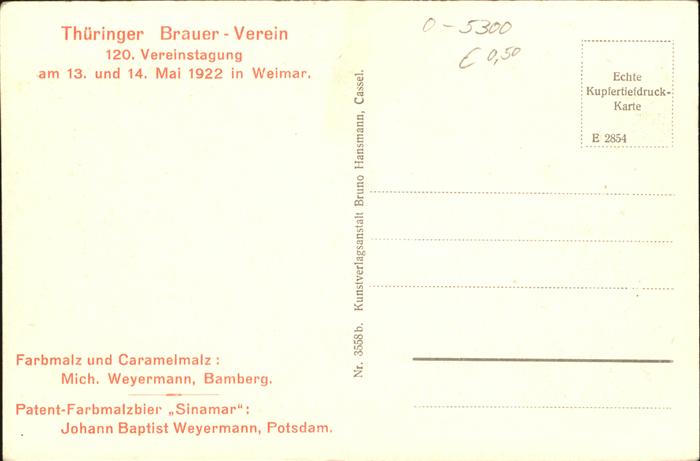 Thüringer Brauer-Verein
120. Vereinstagung
am 13. und 14. Mai 1922 in Weimar.
Farbmalz und Caramelmalz:
Mich. Weyermann, Bamberg.
Patent-Farbmalzbier „Sinamar“:
Johann Baptist Weyermann, Potsdam.
Nr. 3558b. Kunstverlagsanstalt Bruno Hansmann, Cassel.
0-5300
€ 0,50
Echte
Kupfertiefdruck-
Karte
E 2854